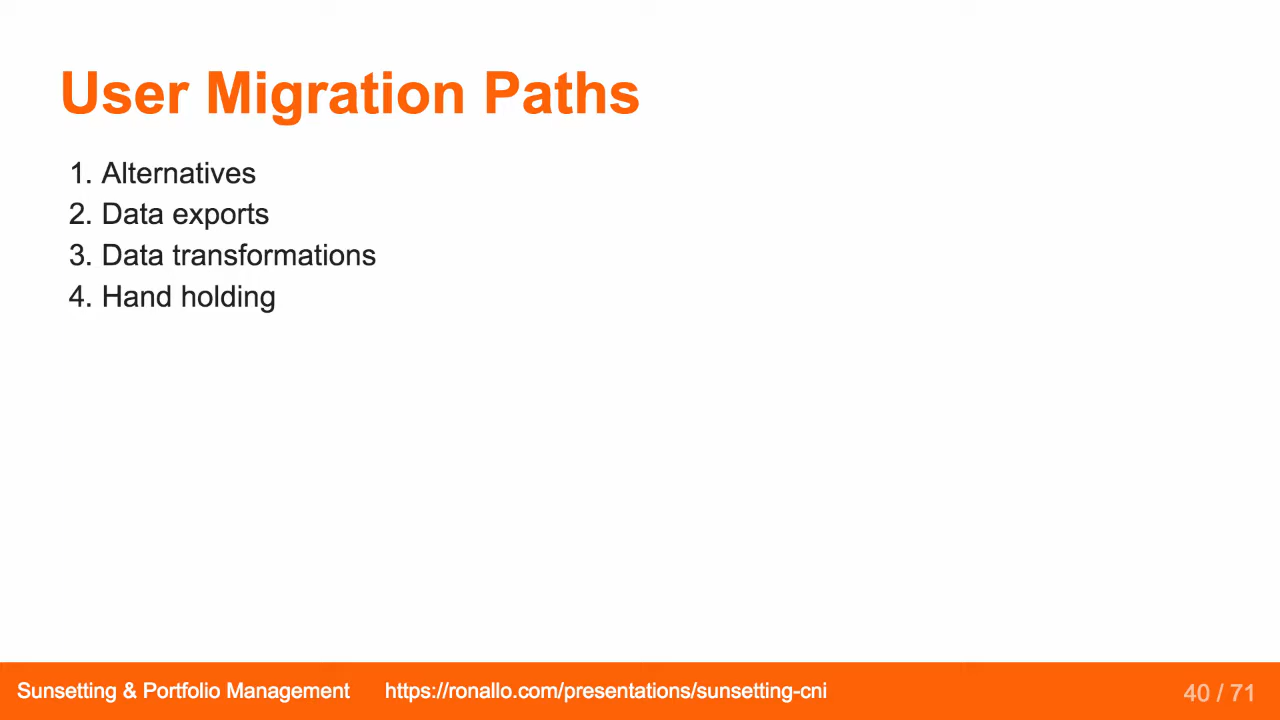 User Migration Paths
1. Alternatives
2. Data exports
3. Data transformations
4. Hand holding
Sunsetting & Portfolio Management https://ronallo.com/presentations/sunsetting-cni 40 / 71